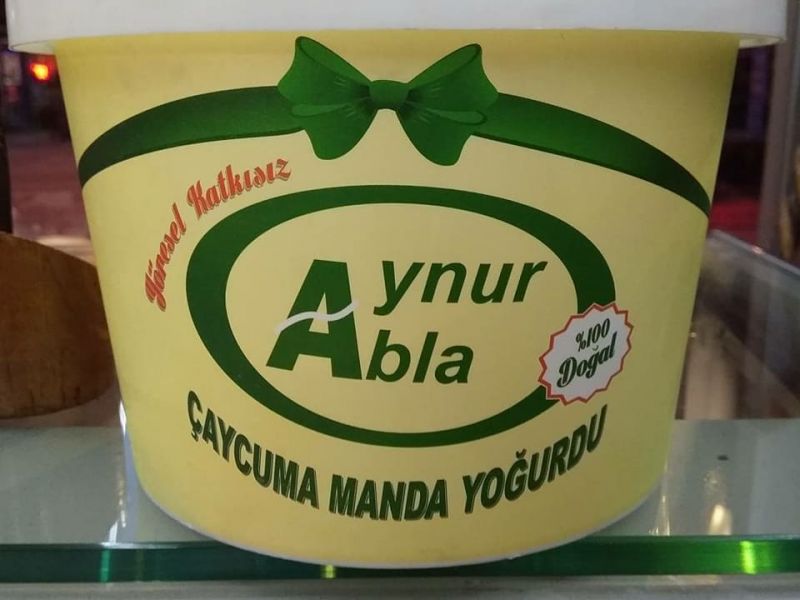 Yöresel Katkısız
Aynur
Abla
%100
Doğal
ÇAYCUMA MANDA YOĞURDU